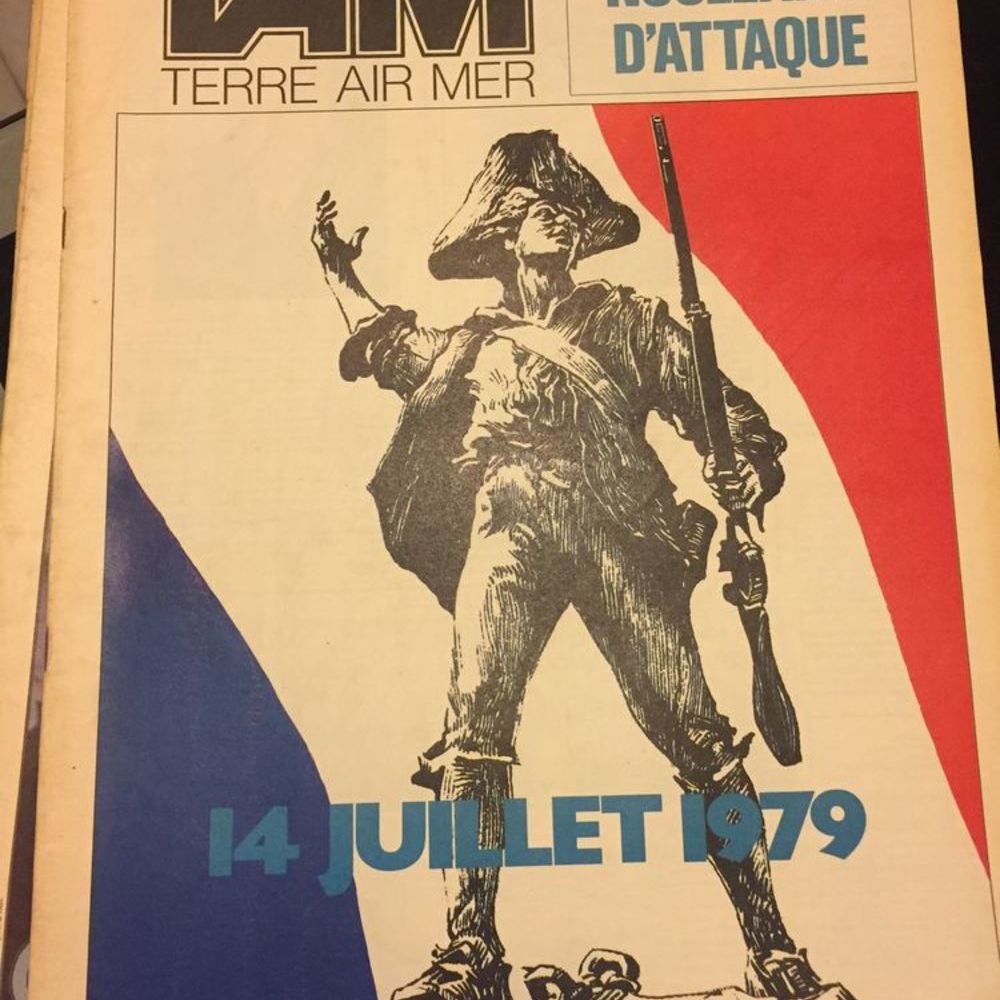 TAM
TERRE AIR MER
D'ATTAQUE
14 JUILLET 1979